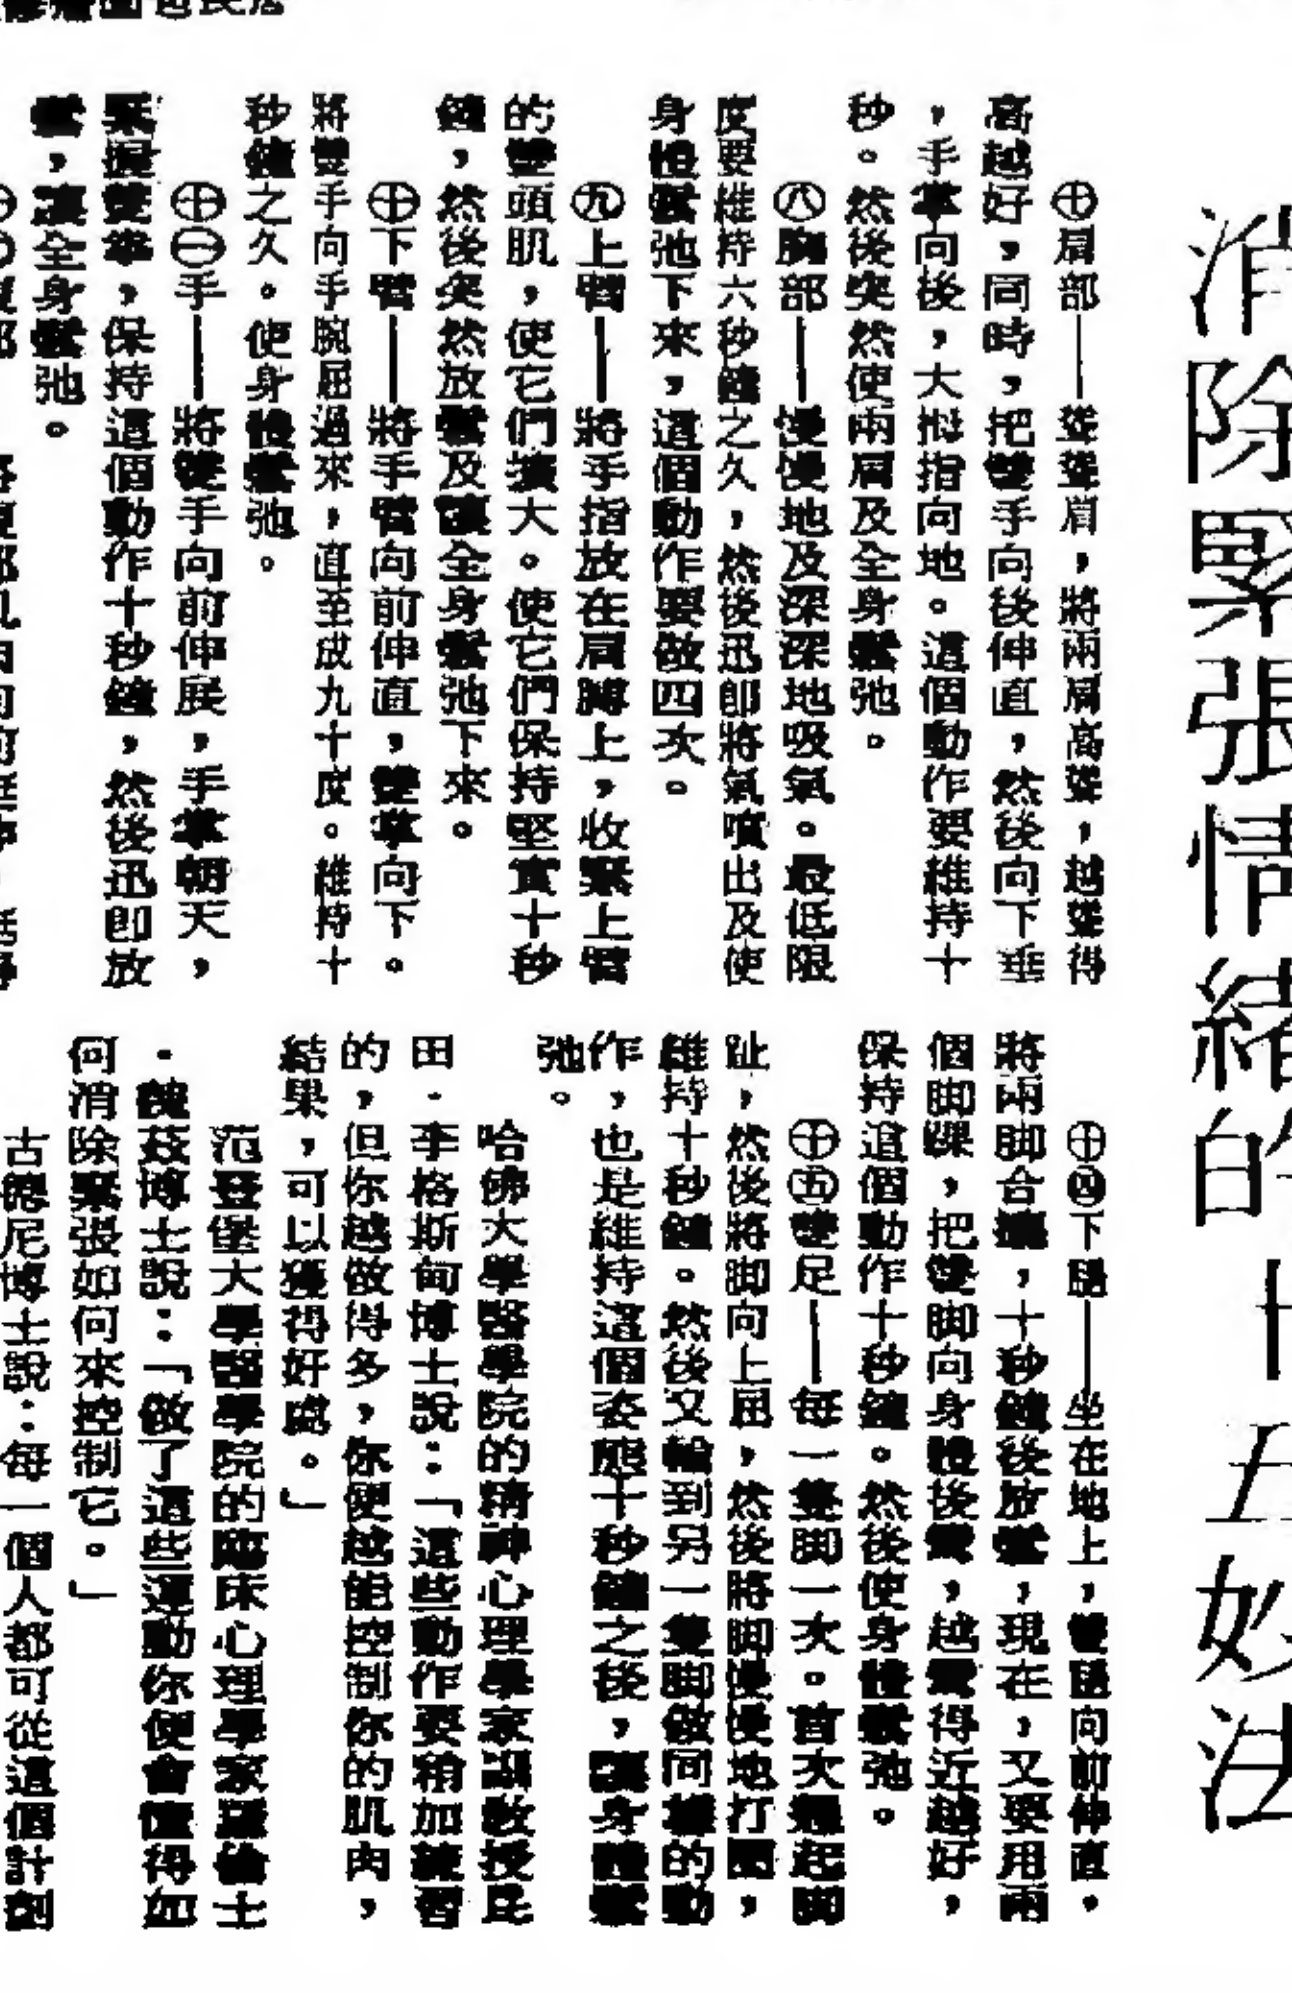 消除緊張情緒的十五妙法
㊉肩部——聳聳肩，將兩肩高聳，越聳得
高越好，同時，把雙手向後伸直，然後向下垂
，手掌向後，大拇指向地。這個動作要維持十
秒。然後突然使兩肩及全身鬆弛。
㊇胸部——慢慢地及深深地吸氣。最低限
度要維持六秒鐘之久，然後迅即將氣噴出及使
身體鬆弛下來，這個動作要做四次。
㊈上臂——將手指放在肩膊上，收緊上臂
的雙頭肌，使它們擴大。使它們保持堅實十秒
鐘，然後突然放鬆及讓全身鬆弛下來。
㊉下臂——將手臂向前伸直，雙掌向下。
將雙手向手腕屈過來，直至成九十度。維持十
秒鐘之久。使身體鬆弛。
㊉㊀手——將雙手向前伸展，手掌朝天，
緊握雙拳，保持這個動作十秒鐘，然後迅即放
鬆，讓全身鬆弛。
㊉㊃下腿——坐在地上，雙腿向前伸直，
將兩脚合攏，十秒鐘後放鬆，現在，又要用兩
個脚踝，把雙脚向身體後彎，越彎得近越好，
保持這個動作十秒鐘。然後使身體鬆弛。
㊉㊄雙足——每一隻脚一次。首次翹起脚
趾，然後將脚向上屈，然後將脚慢慢地打圈，
維持十秒鐘。然後又輪到另一隻脚做同樣的動
作，也是維持這個姿態十秒鐘之後，讓身體鬆
弛。
哈佛大學醫學院的精神心理學家副教授氐
田．李格斯甸博士說：「這些動作要稍加練習
的，但你越做得多，你便越能控制你的肌肉，
結果，可以獲得好處。」
范登堡大學醫學院的臨床心理學家羅倫士
．魏茲博士說：「做了這些運動你便會懂得如
何消除緊張如何來控制它。」
古德尼博士說：每一個人都可從這個計劃